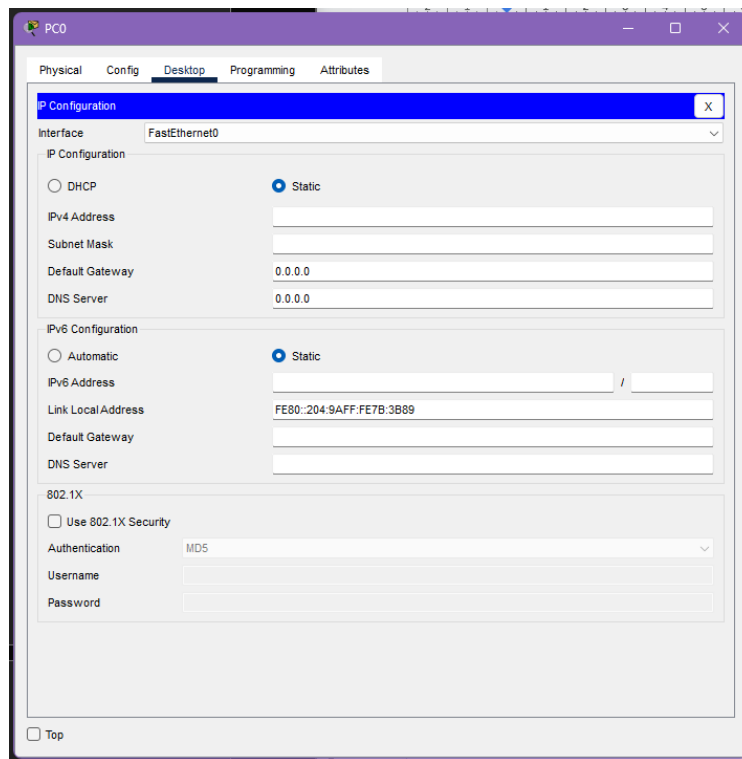 PC0
Physical Config Desktop Programming Attributes
IP Configuration X
Interface FastEthernet0
IP Configuration
DHCP Static
IPv4 Address
Subnet Mask
Default Gateway 0.0.0.0
DNS Server 0.0.0.0
IPv6 Configuration
Automatic Static
IPv6 Address /
Link Local Address FE80::204:9AFF:FE7B:3B89
Default Gateway
DNS Server
802.1X
Use 802.1X Security
Authentication MD5
Username
Password
Top